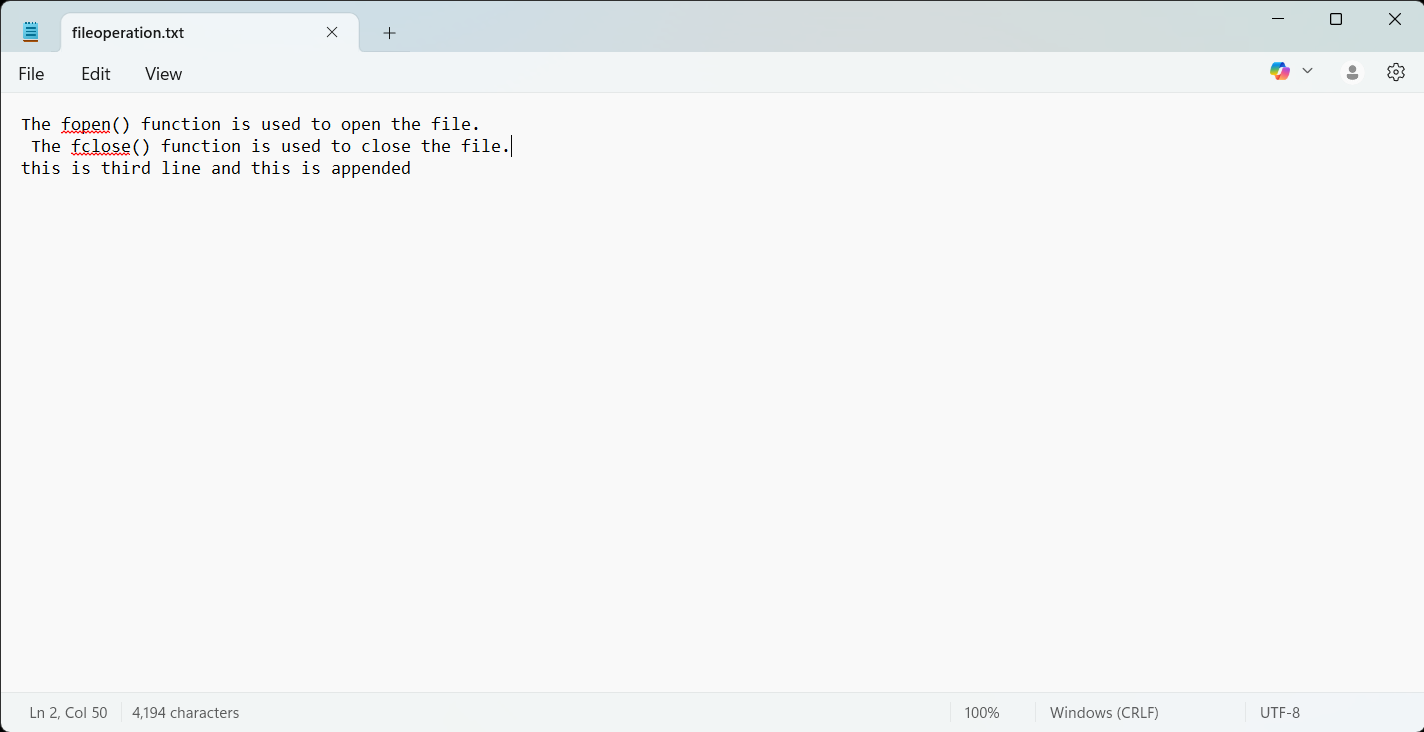 fileoperation.txt
File Edit View
The fopen() function is used to open the file.
 The fclose() function is used to close the file.
this is third line and this is appended
Ln 2, Col 50 4,194 characters 100% Windows (CRLF) UTF-8